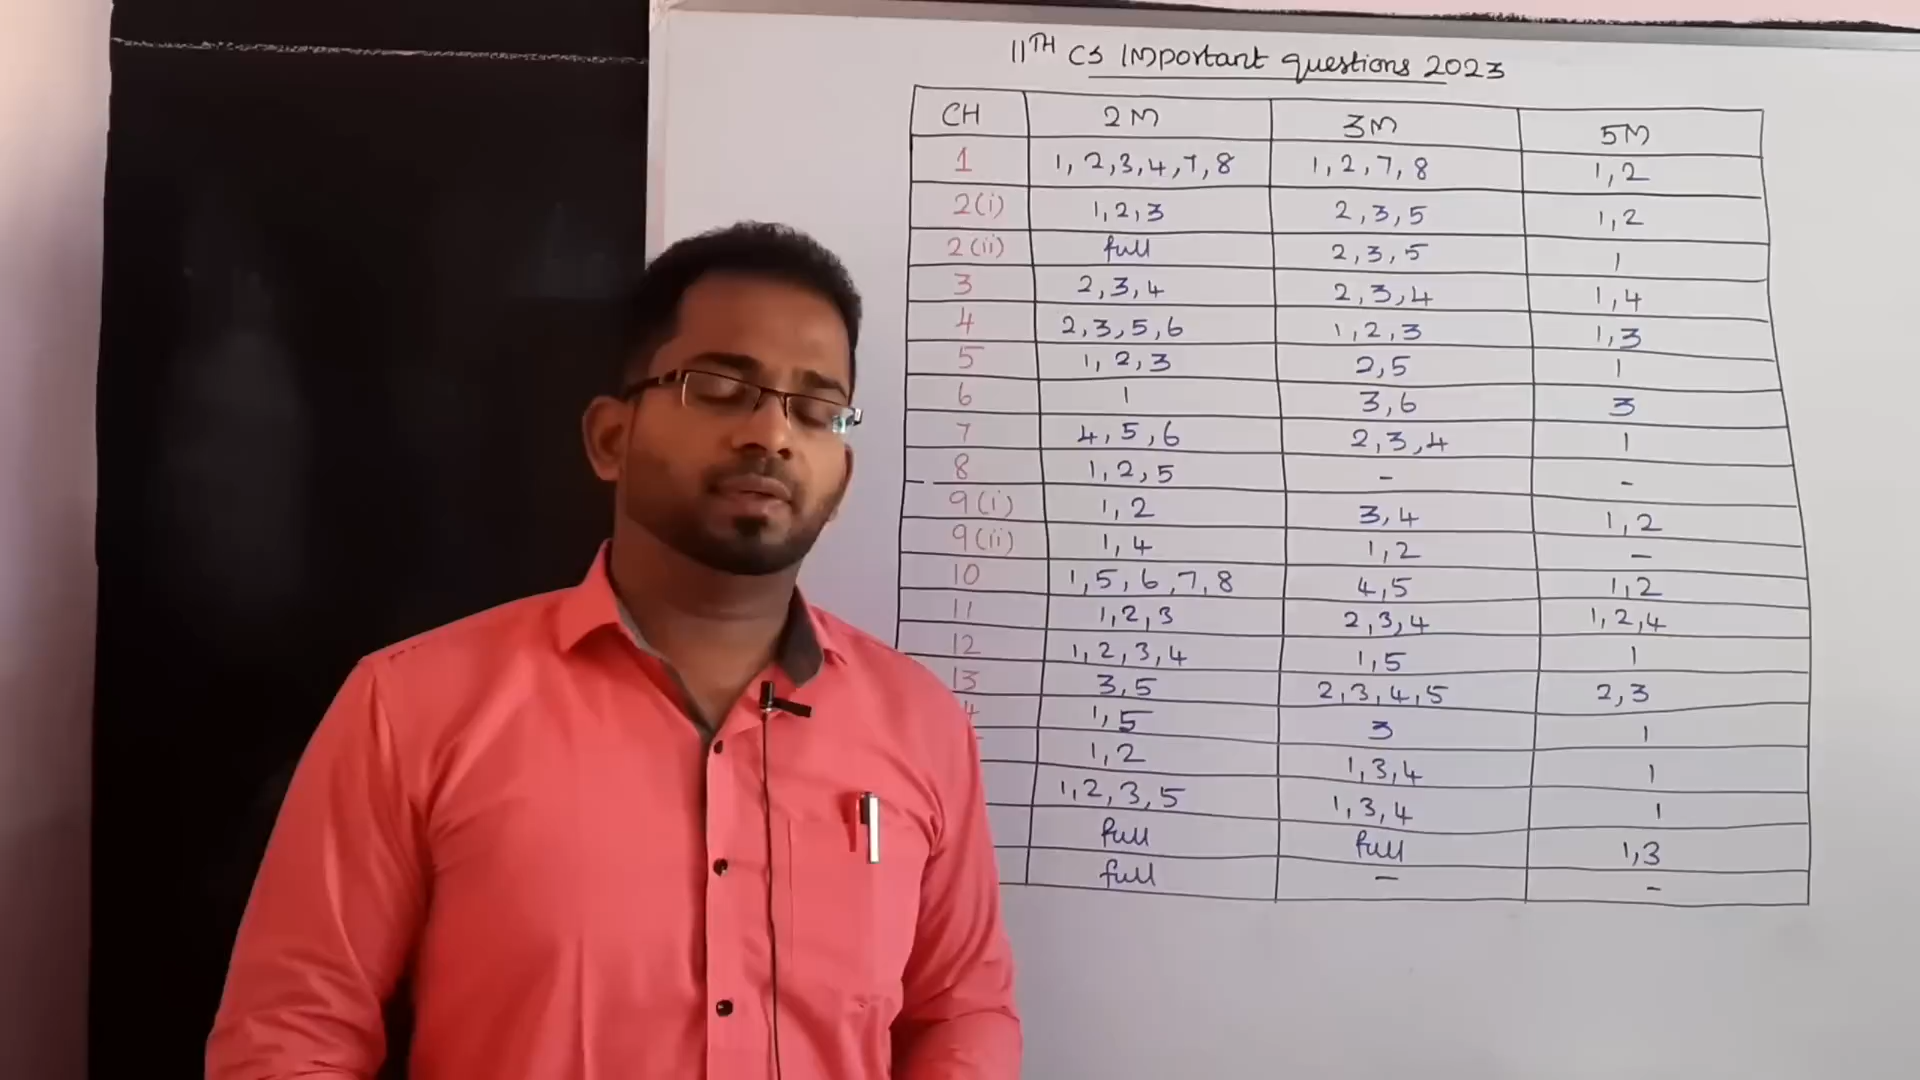 11TH CS Important questions 2023
CH 2M 3M 5M
1 1, 2, 3, 4, 7, 8 1, 2, 7, 8 1, 2
2(i) 1, 2, 3 2, 3, 5 1, 2
2(ii) full 2, 3, 5 1
3 2, 3, 4 2, 3, 4 1, 4
4 2, 3, 5, 6 1, 2, 3 1, 3
5 1, 2, 3 2, 5 1
6 1 3, 6 3
7 4, 5, 6 2, 3, 4 1
8 1, 2, 5 - -
9(i) 1, 2 3, 4 1, 2
9(ii) 1, 4 1, 2 -
10 1, 5, 6, 7, 8 4, 5 1, 2
11 1, 2, 3 2, 3, 4 1, 2, 4
12 1, 2, 3, 4 1, 5 1
13 3, 5 2, 3, 4, 5 2, 3
1, 5 3 1
1, 2 1, 3, 4 1
1, 2, 3, 5 1, 3, 4 1
full full 1, 3
full - -